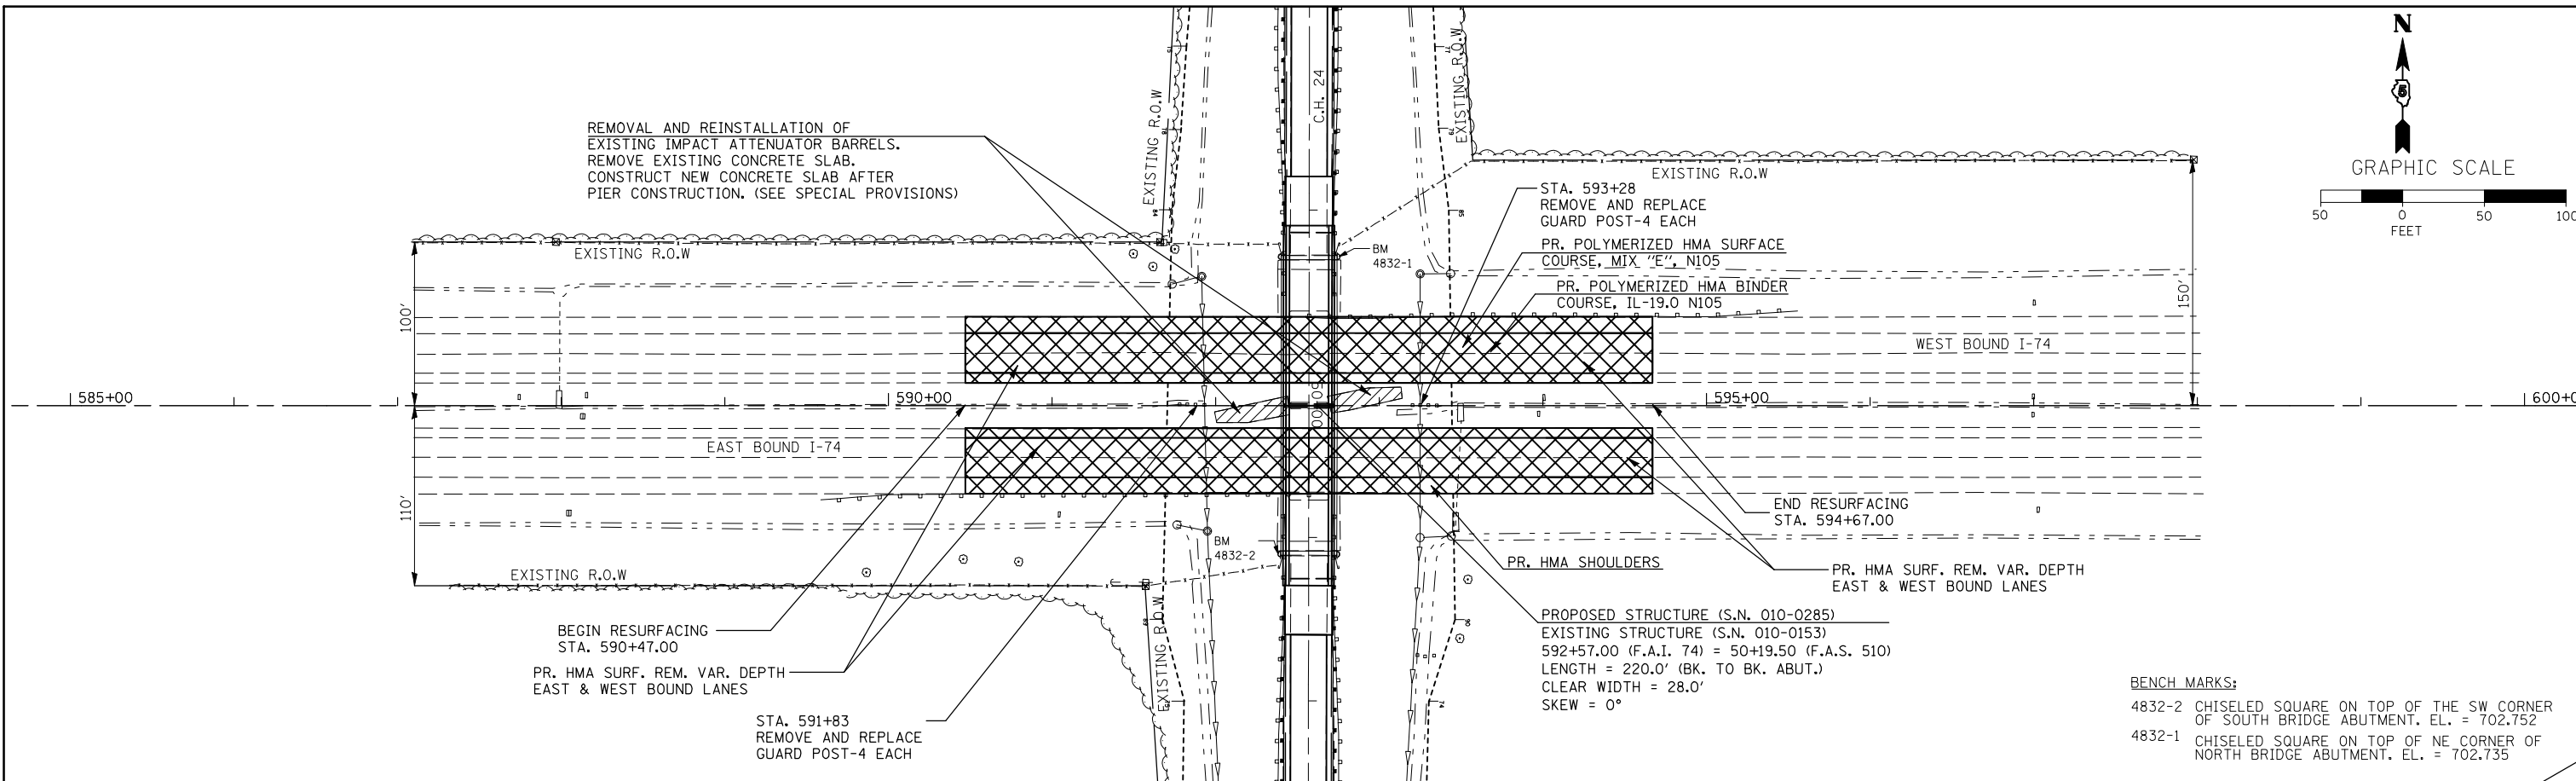 REMOVAL AND REINSTALLATION OF
EXISTING IMPACT ATTENUATOR BARRELS.
REMOVE EXISTING CONCRETE SLAB.
CONSTRUCT NEW CONCRETE SLAB AFTER
PIER CONSTRUCTION. (SEE SPECIAL PROVISIONS)
EXISTING R.O.W
C.H. 24
EXISTING R.O.W
N
5
GRAPHIC SCALE
50 0 50 100
FEET
EXISTING R.O.W
STA. 593+28
REMOVE AND REPLACE
GUARD POST-4 EACH
PR. POLYMERIZED HMA SURFACE
COURSE, MIX "E", N105
PR. POLYMERIZED HMA BINDER
COURSE, IL-19.0 N105
BM
4832-1
EXISTING R.O.W
100'
150'
WEST BOUND I-74
585+00
590+00
50+00
595+00
600+0
EAST BOUND I-74
110'
BM
4832-2
EXISTING R.O.W
EXISTING R.O.W
END RESURFACING
STA. 594+67.00
PR. HMA SHOULDERS
PR. HMA SURF. REM. VAR. DEPTH
EAST & WEST BOUND LANES
BEGIN RESURFACING
STA. 590+47.00
PR. HMA SURF. REM. VAR. DEPTH
EAST & WEST BOUND LANES
STA. 591+83
REMOVE AND REPLACE
GUARD POST-4 EACH
PROPOSED STRUCTURE (S.N. 010-0285)
EXISTING STRUCTURE (S.N. 010-0153)
592+57.00 (F.A.I. 74) = 50+19.50 (F.A.S. 510)
LENGTH = 220.0' (BK. TO BK. ABUT.)
CLEAR WIDTH = 28.0'
SKEW = 0°
BENCH MARKS:
4832-2 CHISELED SQUARE ON TOP OF THE SW CORNER
OF SOUTH BRIDGE ABUTMENT. EL. = 702.752
4832-1 CHISELED SQUARE ON TOP OF NE CORNER OF
NORTH BRIDGE ABUTMENT. EL. = 702.735